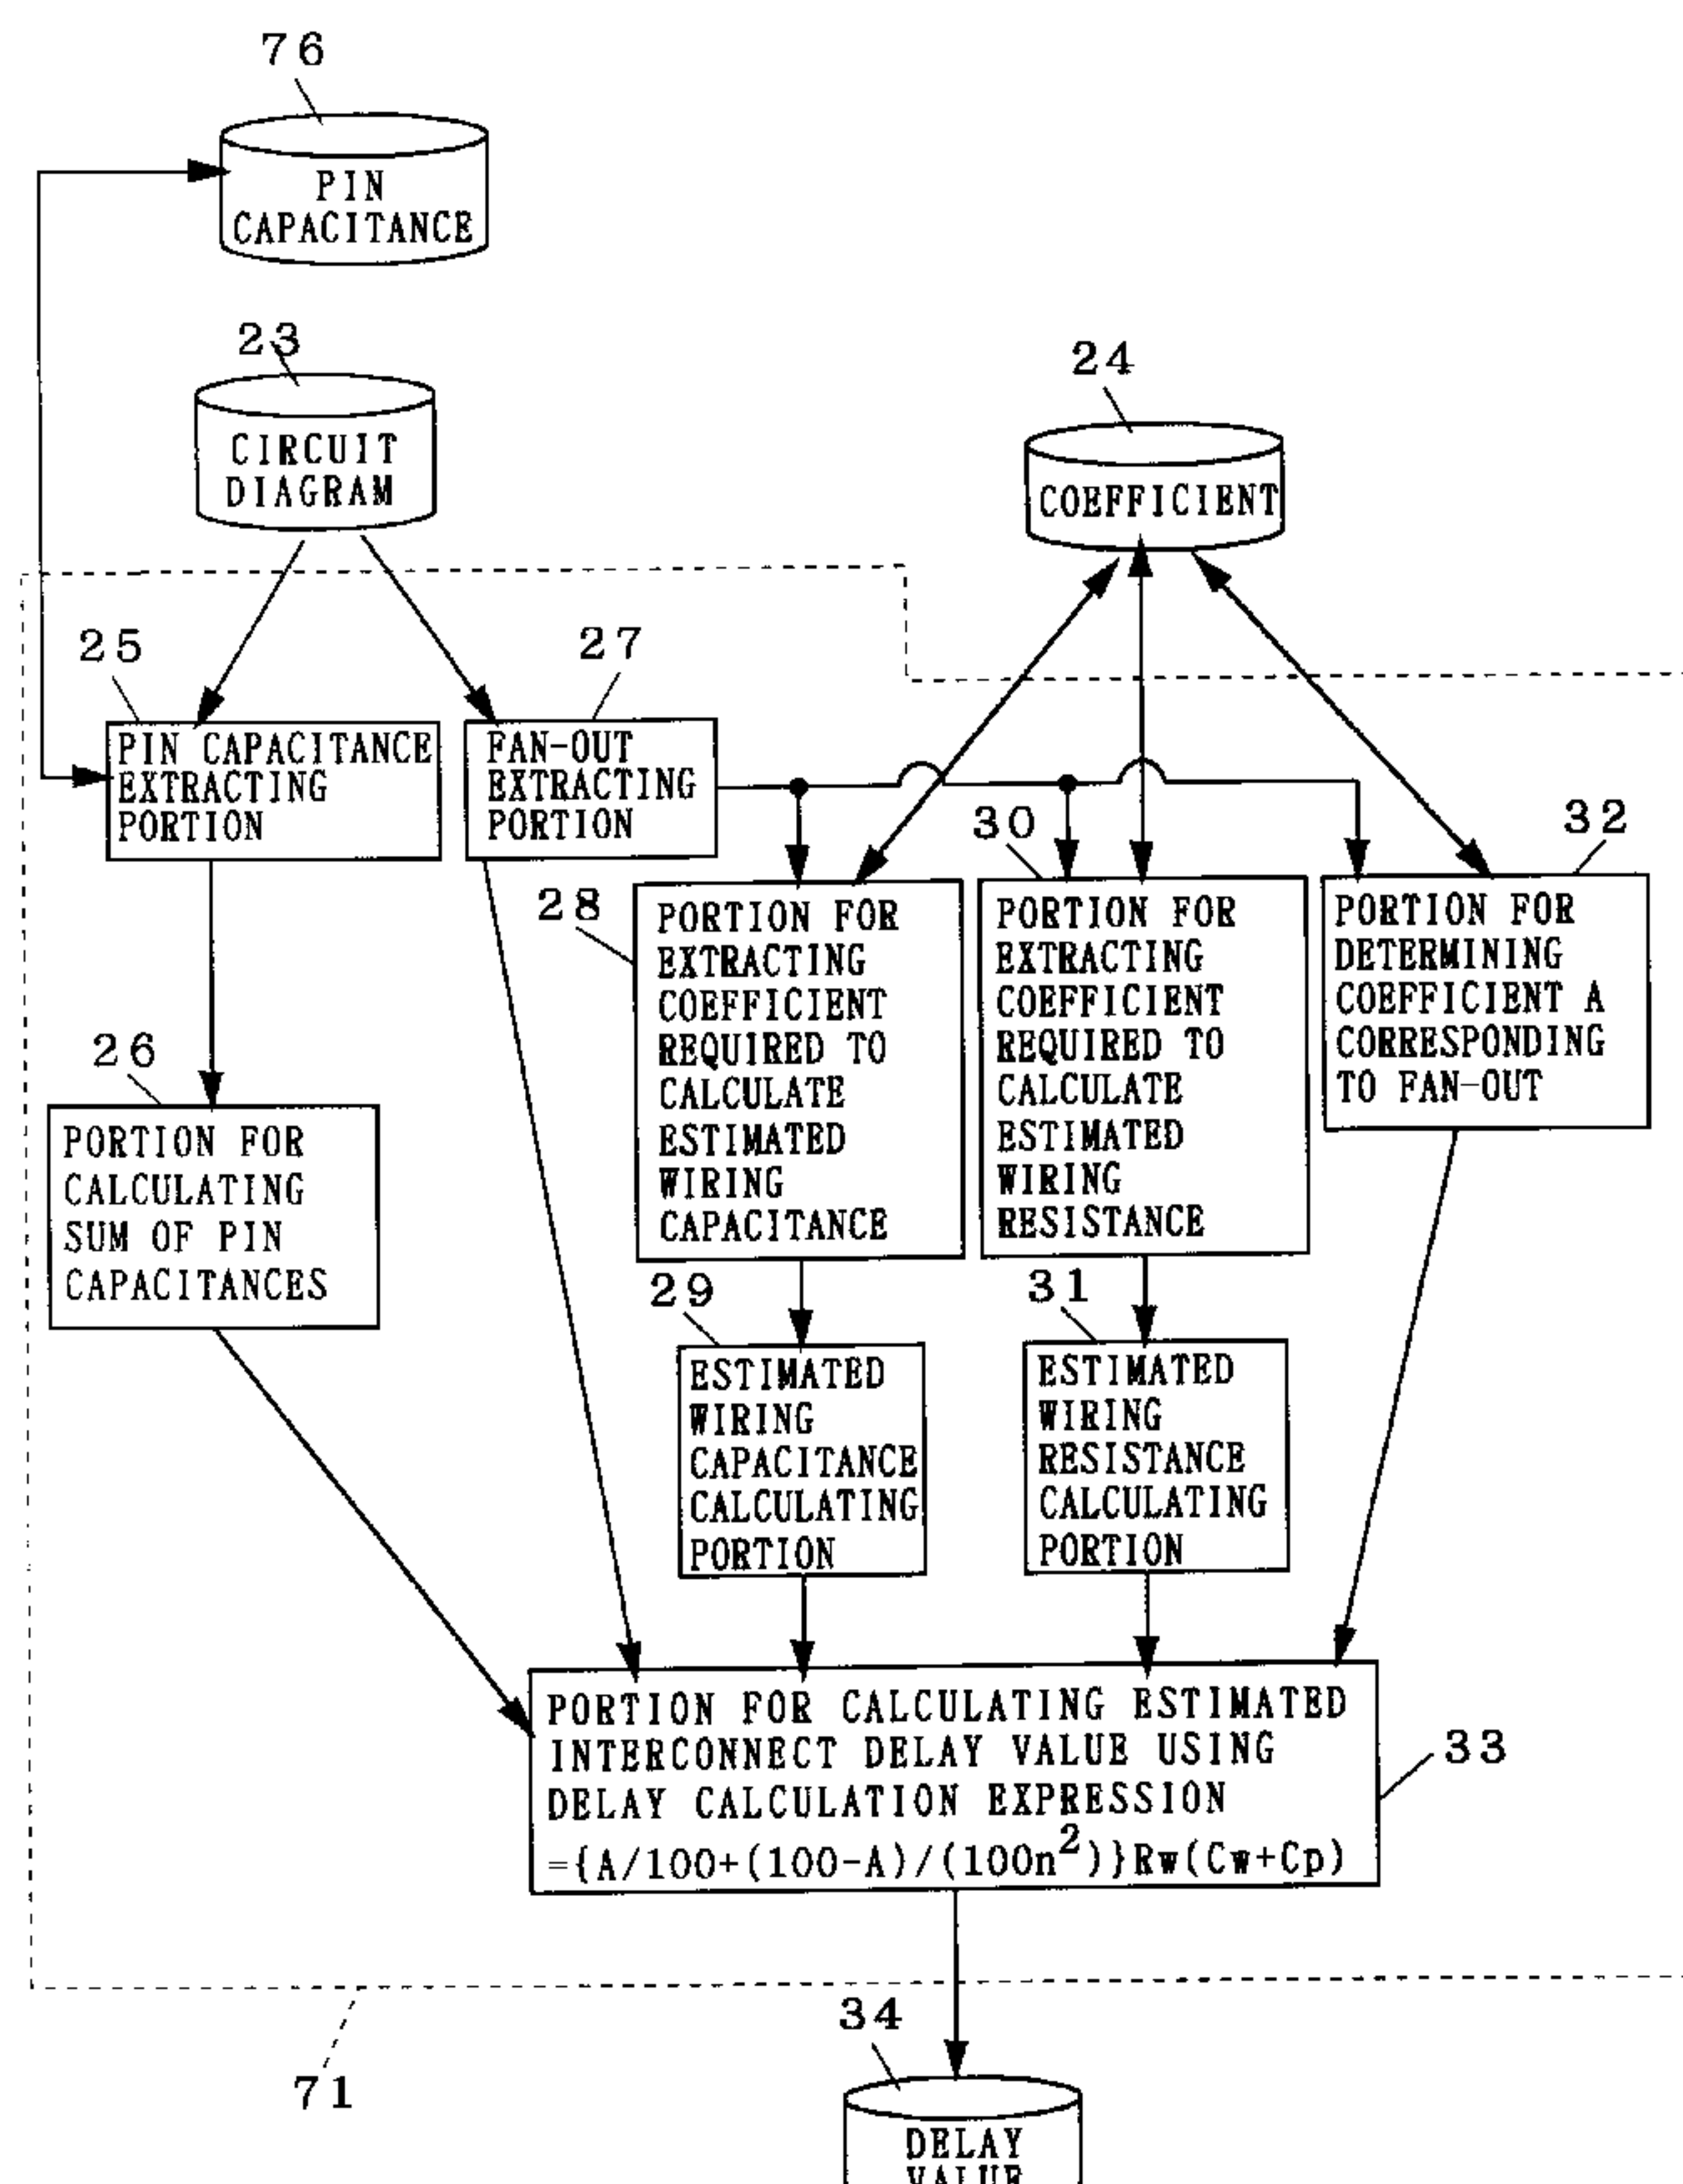 76
PIN
CAPACITANCE
23
CIRCUIT
DIAGRAM
24
COEFFICIENT
25
PIN CAPACITANCE
EXTRACTING
PORTION
27
FAN-OUT
EXTRACTING
PORTION
28
PORTION FOR
EXTRACTING
COEFFICIENT
REQUIRED TO
CALCULATE
ESTIMATED
WIRING
CAPACITANCE
30
PORTION FOR
EXTRACTING
COEFFICIENT
REQUIRED TO
CALCULATE
ESTIMATED
WIRING
RESISTANCE
32
PORTION FOR
DETERMINING
COEFFICIENT A
CORRESPONDING
TO FAN-OUT
26
PORTION FOR
CALCULATING
SUM OF PIN
CAPACITANCES
29
ESTIMATED
WIRING
CAPACITANCE
CALCULATING
PORTION
31
ESTIMATED
WIRING
RESISTANCE
CALCULATING
PORTION
PORTION FOR CALCULATING ESTIMATED
INTERCONNECT DELAY VALUE USING
DELAY CALCULATION EXPRESSION
={A/100+(100-A)/(100n²)}Rw(Cw+Cp)
33
71
34
DELAY
VALUE